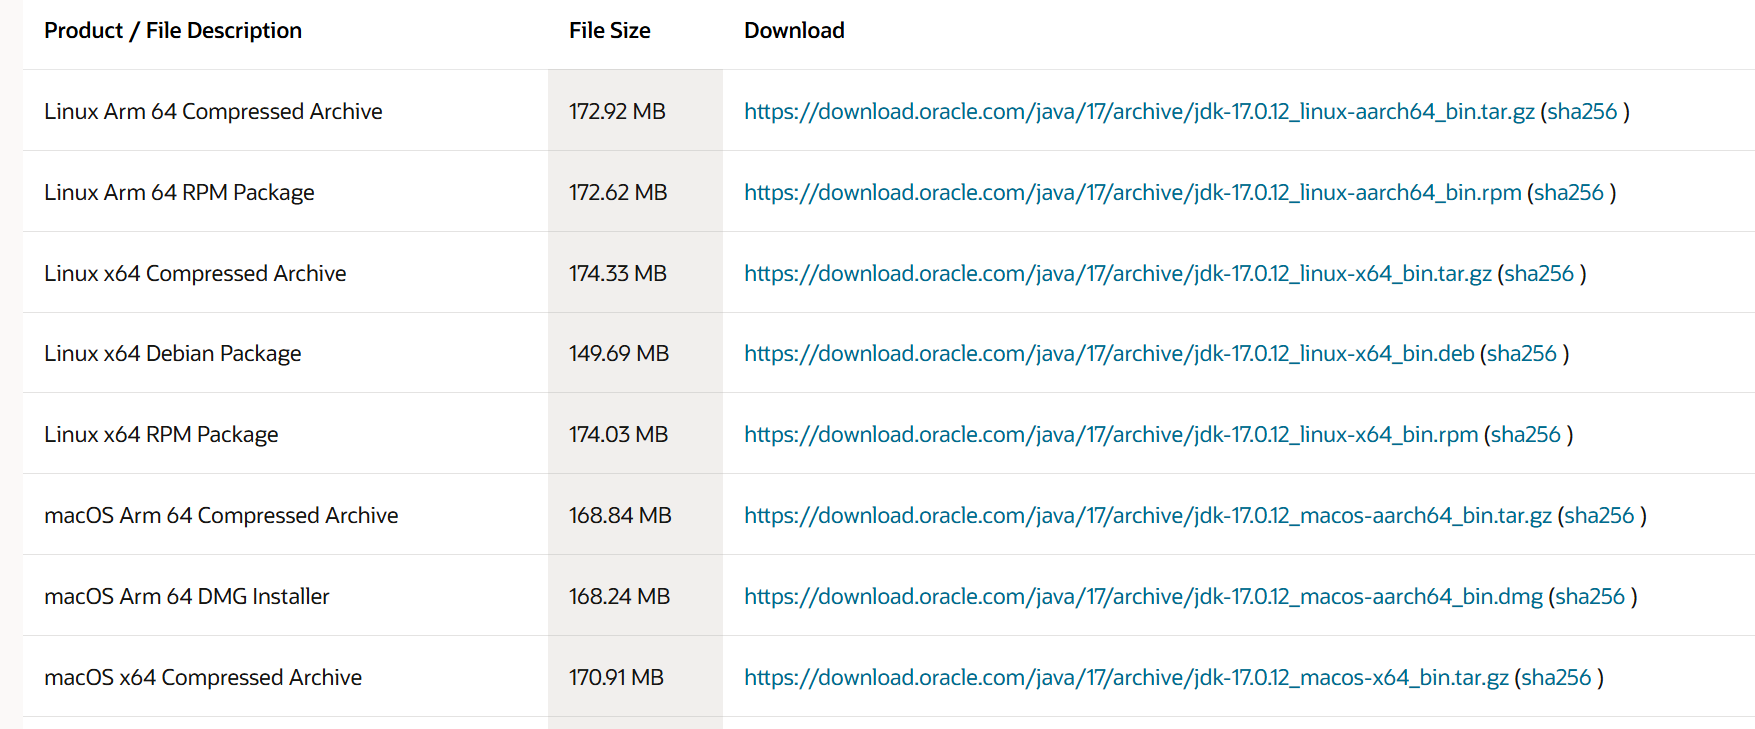 Product / File Description File Size Download
Linux Arm 64 Compressed Archive 172.92 MB https://download.oracle.com/java/17/archive/jdk-17.0.12_linux-aarch64_bin.tar.gz (sha256 )
Linux Arm 64 RPM Package 172.62 MB https://download.oracle.com/java/17/archive/jdk-17.0.12_linux-aarch64_bin.rpm (sha256 )
Linux x64 Compressed Archive 174.33 MB https://download.oracle.com/java/17/archive/jdk-17.0.12_linux-x64_bin.tar.gz (sha256 )
Linux x64 Debian Package 149.69 MB https://download.oracle.com/java/17/archive/jdk-17.0.12_linux-x64_bin.deb (sha256 )
Linux x64 RPM Package 174.03 MB https://download.oracle.com/java/17/archive/jdk-17.0.12_linux-x64_bin.rpm (sha256 )
macOS Arm 64 Compressed Archive 168.84 MB https://download.oracle.com/java/17/archive/jdk-17.0.12_macos-aarch64_bin.tar.gz (sha256 )
macOS Arm 64 DMG Installer 168.24 MB https://download.oracle.com/java/17/archive/jdk-17.0.12_macos-aarch64_bin.dmg (sha256 )
macOS x64 Compressed Archive 170.91 MB https://download.oracle.com/java/17/archive/jdk-17.0.12_macos-x64_bin.tar.gz (sha256 )